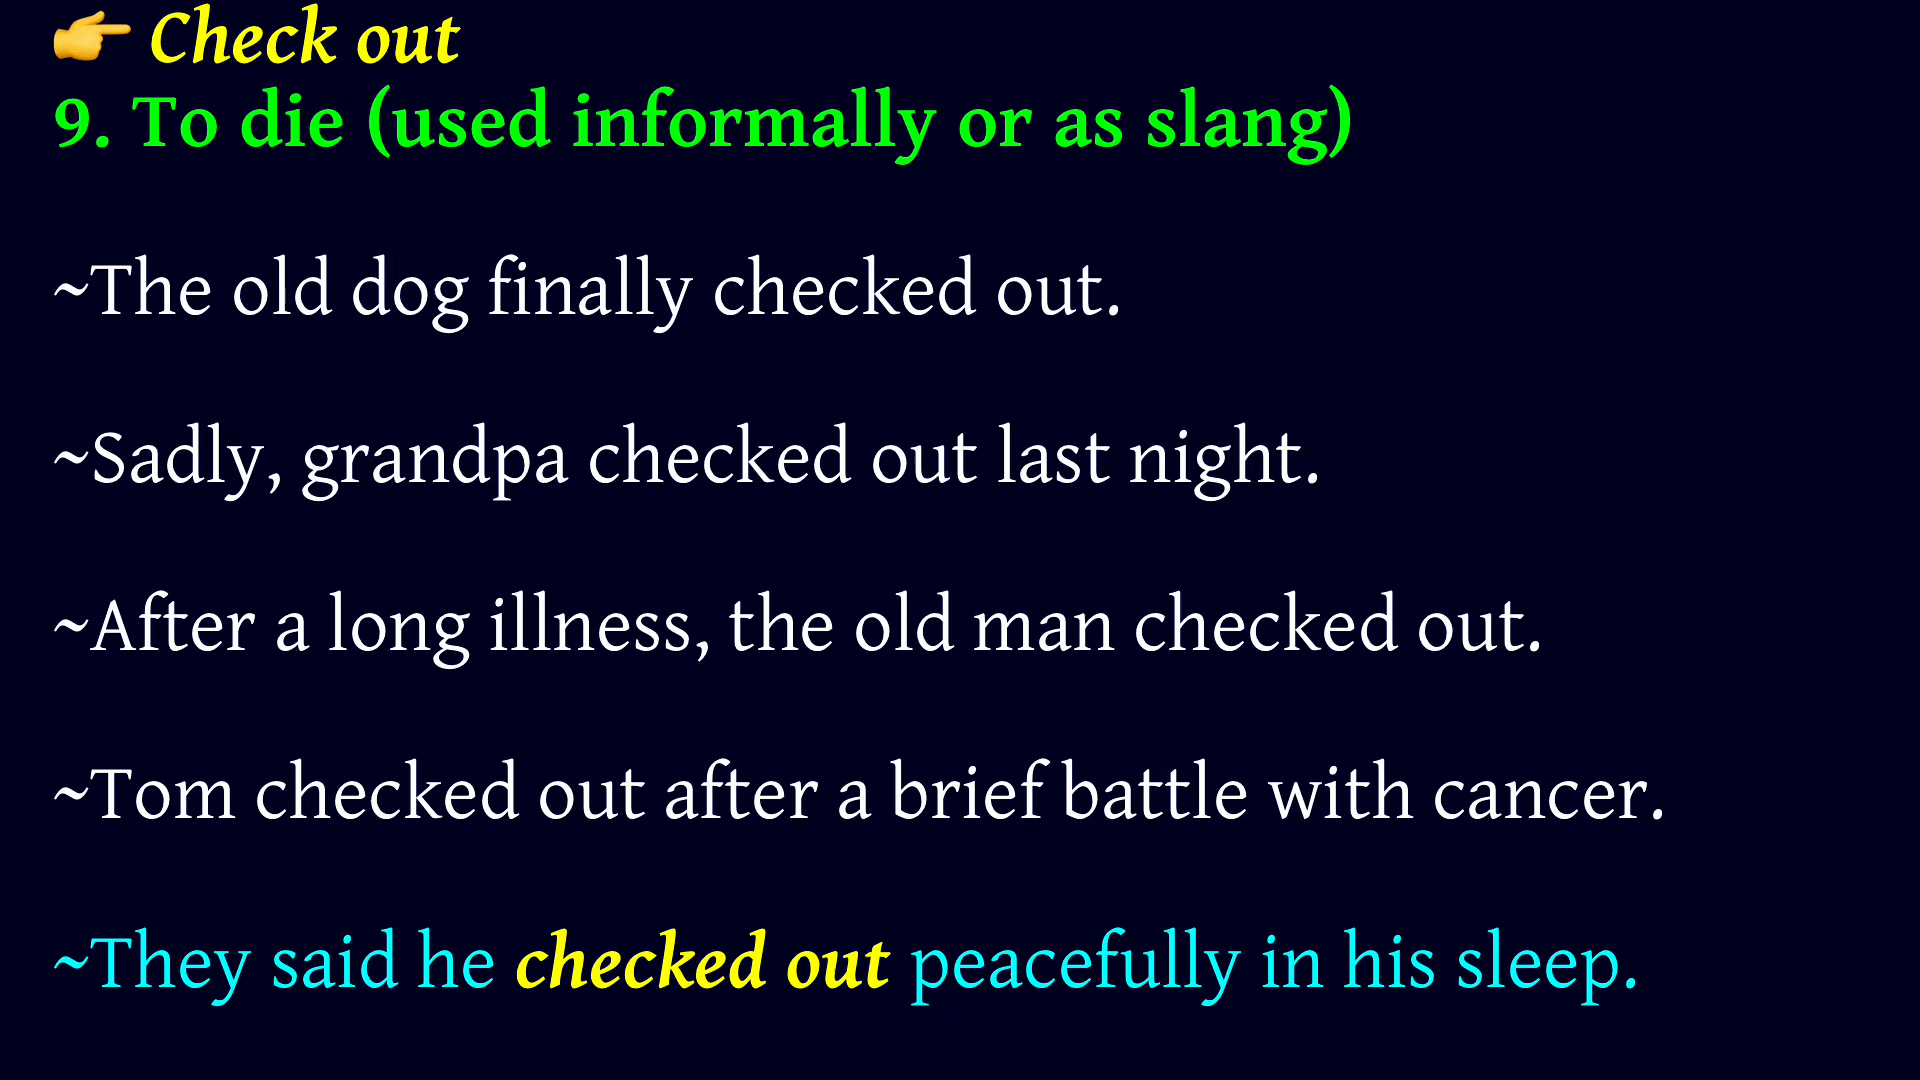 👉 Check out
9. To die (used informally or as slang)
~The old dog finally checked out.
~Sadly, grandpa checked out last night.
~After a long illness, the old man checked out.
~Tom checked out after a brief battle with cancer.
~They said he checked out peacefully in his sleep.